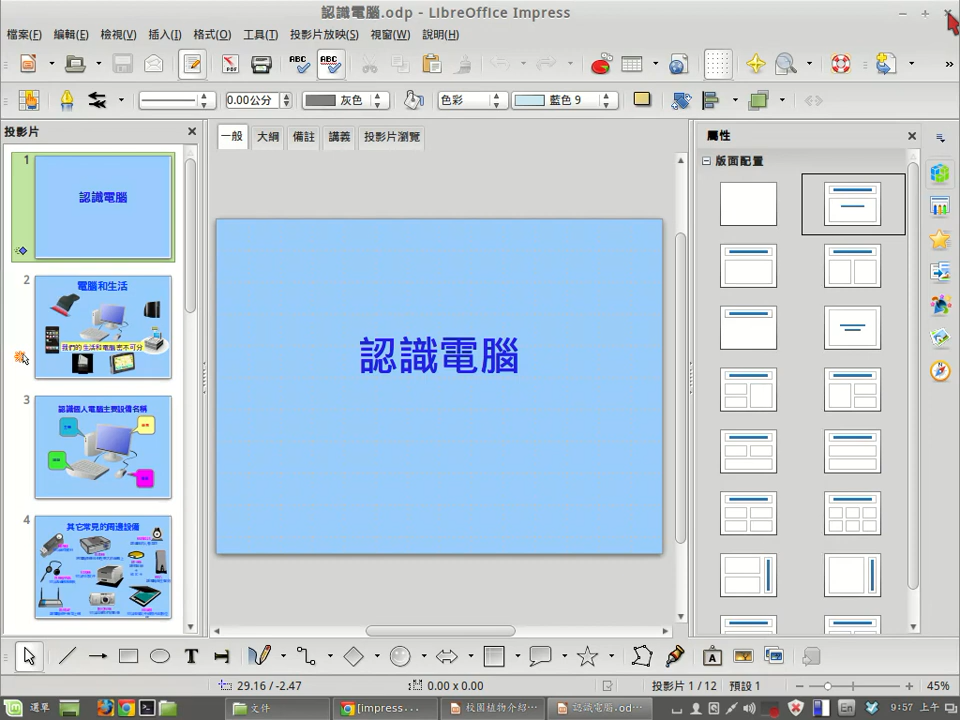 認識電腦.odp - LibreOffice Impress
檔案(F) 編輯(E) 檢視(V) 插入(I) 格式(O) 工具(T) 投影片放映(S) 視窗(W) 說明(H)
0.00公分 灰色 色彩 藍色 9
投影片
一般 大綱 備註 講義 投影片瀏覽
屬性
版面配置
1
認識電腦
2
電腦和生活
我們的生活和電腦密不可分
3
認識個人電腦主要設備名稱
4
其它常見的周邊設備
認識電腦
29.16 / -2.47 0.00 x 0.00 投影片 1 / 12 預設 1 45%
選單 文件 [impress... 校園植物介紹... 認識電腦.od... En 9:57 上午